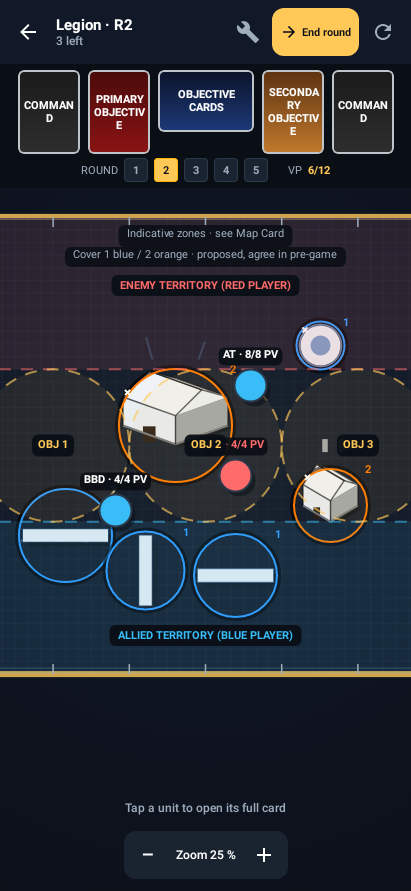 Legion · R2
3 left
End round
COMMAN
D
PRIMARY
OBJECTIV
E
OBJECTIVE
CARDS
SECONDA
RY
OBJECTIV
E
COMMAN
D
ROUND 1 2 3 4 5 VP 6/12
Indicative zones · see Map Card
Cover 1 blue / 2 orange · proposed, agree in pre-game
ENEMY TERRITORY (RED PLAYER)
1
AT · 8/8 PV
2
OBJ 1
OBJ 2 · 4/4 PV
OBJ 3
2
BBD · 4/4 PV
1
1
ALLIED TERRITORY (BLUE PLAYER)
Tap a unit to open its full card
− Zoom 25 % +